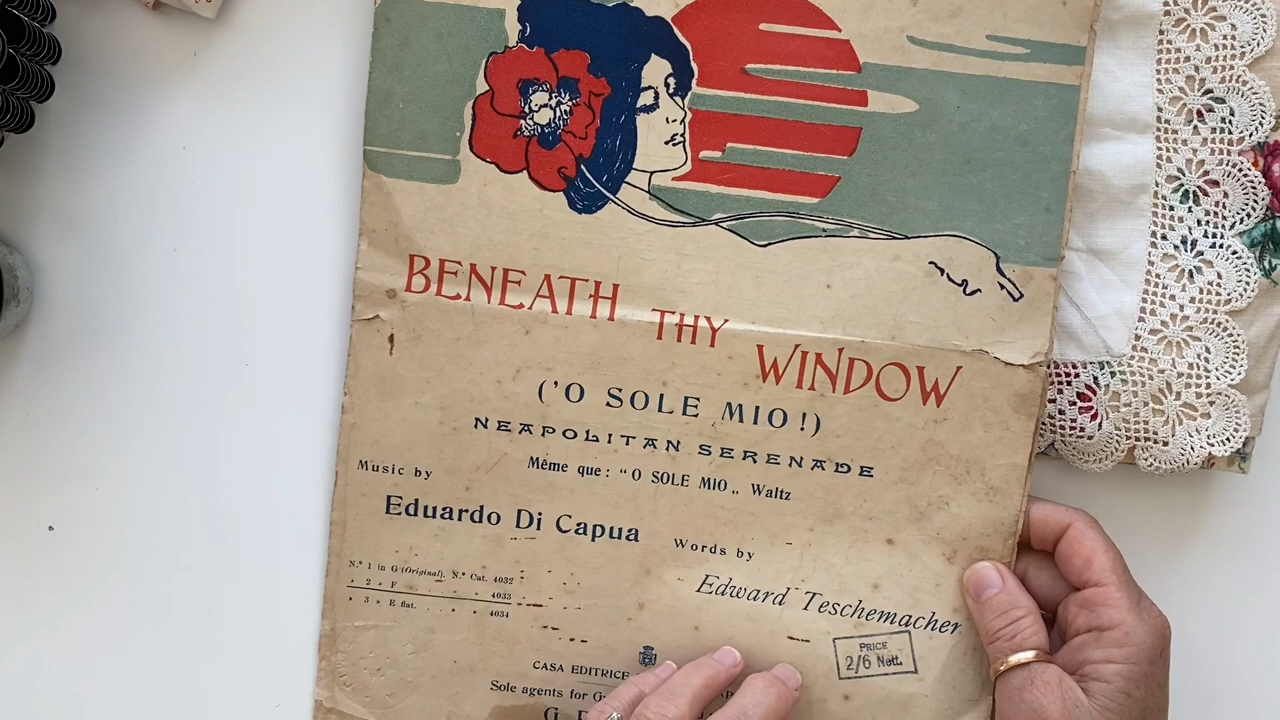 BENEATH THY WINDOW
('O SOLE MIO!)
NEAPOLITAN SERENADE
Même que: "O SOLE MIO„ Waltz
Music by
Eduardo Di Capua
Words by
Edward Teschemacher
N.º 1 in G (Original). N.º Cat. 4032
» 2 » F . . . » » 4033
» 3 » E flat. . . . » » 4034
PRICE
2/6 Nett.
CASA EDITRICE
Sole agents for
G.